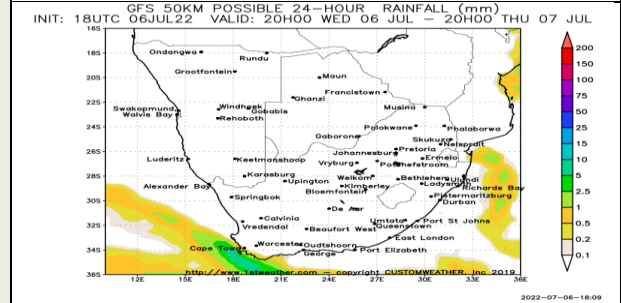 GFS 50KM POSSIBLE 24-HOUR RAINFALL (mm)
INIT: 18UTC 06JUL22 VALID: 20H00 WED 06 JUL – 20H00 THU 07 JUL
16S
18S
20S
22S
24S
26S
28S
30S
32S
34S
36S
Ondangwa
Rundu
Grootfontein
Maun
Francistown
Ghanzi
Musina
Swakopmund
Windhoek
Gobabis
Walvis Bay
Rehoboth
Polokwane
Phalaborwa
Gaborone
Skukuza
Nelspruit
Johannesburg
Pretoria
Ermelo
Luderitz
Keetmanshoop
Vryburg
Potchefstroom
Karasburg
Upington
Welkom
Bethlehem
Ulundi
Kimberley
Ladysmith
Alexander Bay
Bloemfontein
Richards Bay
Springbok
Pietermaritzburg
Durban
De Aar
Calvinia
Umtata
Port St Johns
Vredendal
Beaufort West
Queenstown
East London
Cape Town
Worcester
Oudtshoorn
George
Port Elizabeth
http://www.1stweather.com – copyright CUSTOMWEATHER, Inc 2019
12E 15E 18E 21E 24E 27E 30E 33E 36E
200
150
100
75
50
25
15
10
5
2.5
1
0.5
0.2
0.1
2022-07-06-18:09